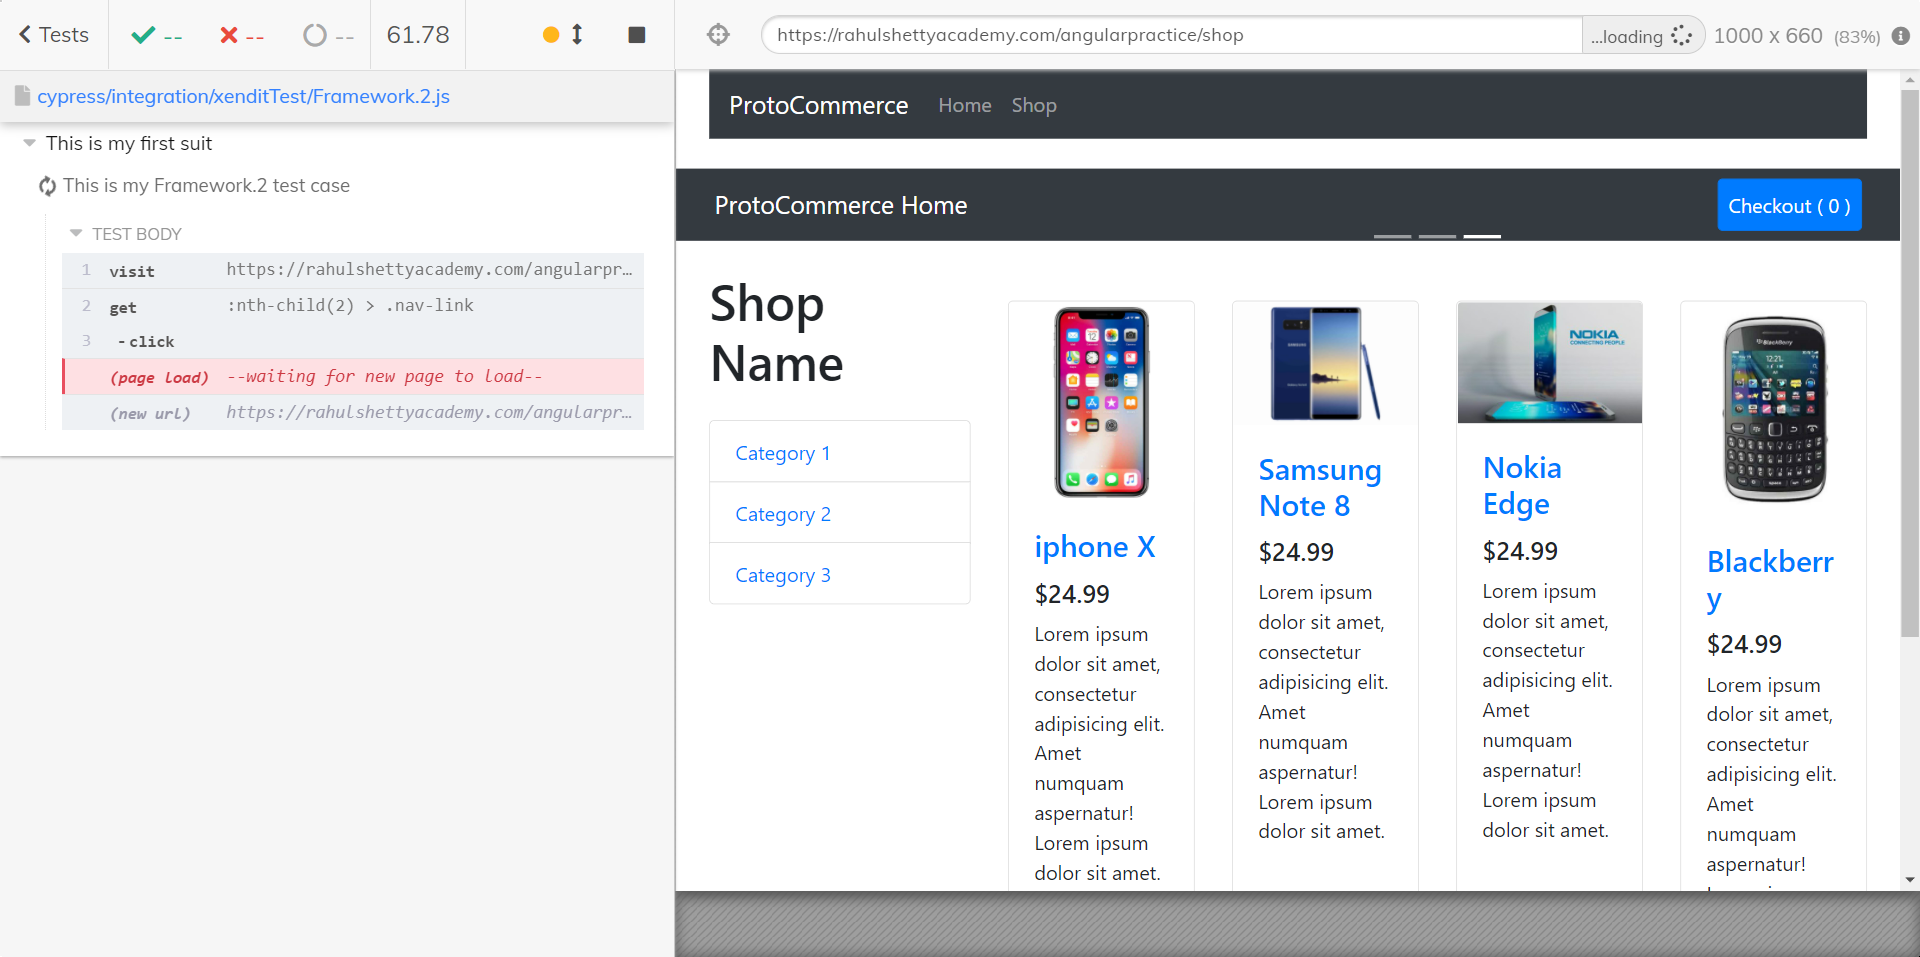 Tests
--
--
--
61.78
https://rahulshettyacademy.com/angularpractice/shop
...loading
1000 x 660 (83%)
cypress/integration/xenditTest/Framework.2.js
This is my first suit
This is my Framework.2 test case
TEST BODY
1 visit https://rahulshettyacademy.com/angularpr...
2 get :nth-child(2) > .nav-link
3 -click
(page load) --waiting for new page to load--
(new url) https://rahulshettyacademy.com/angularpr...
ProtoCommerce Home Shop
ProtoCommerce Home
Checkout ( 0 )
Shop
Name
Category 1
Category 2
Category 3
iphone X
$24.99
Lorem ipsum
dolor sit amet,
consectetur
adipisicing elit.
Amet
numquam
aspernatur!
Lorem ipsum
dolor sit amet.
Samsung
Note 8
$24.99
Lorem ipsum
dolor sit amet,
consectetur
adipisicing elit.
Amet
numquam
aspernatur!
Lorem ipsum
dolor sit amet.
NOKIA
CONNECTING PEOPLE
Nokia
Edge
$24.99
Lorem ipsum
dolor sit amet,
consectetur
adipisicing elit.
Amet
numquam
aspernatur!
Lorem ipsum
dolor sit amet.
BlackBerry
12:21
Blackberr
y
$24.99
Lorem ipsum
dolor sit amet,
consectetur
adipisicing elit.
Amet
numquam
aspernatur!